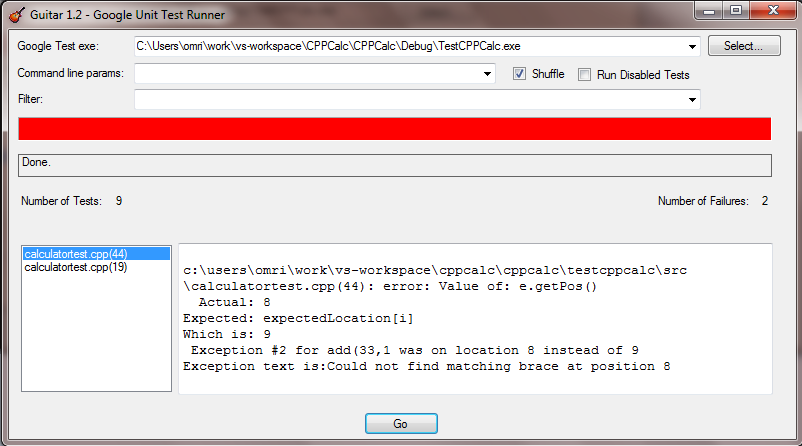 Guitar 1.2 - Google Unit Test Runner
Google Test exe: C:\Users\omri\work\vs-workspace\CPPCalc\CPPCalc\Debug\TestCPPCalc.exe Select...
Command line params: Shuffle Run Disabled Tests
Filter:
Done.
Number of Tests: 9 Number of Failures: 2
calculatortest.cpp(44)
calculatortest.cpp(19)
c:\users\omri\work\vs-workspace\cppcalc\cppcalc\testcppcalc\src
\calculatortest.cpp(44): error: Value of: e.getPos()
Actual: 8
Expected: expectedLocation[i]
Which is: 9
Exception #2 for add(33,1 was on location 8 instead of 9
Exception text is:Could not find matching brace at position 8
Go